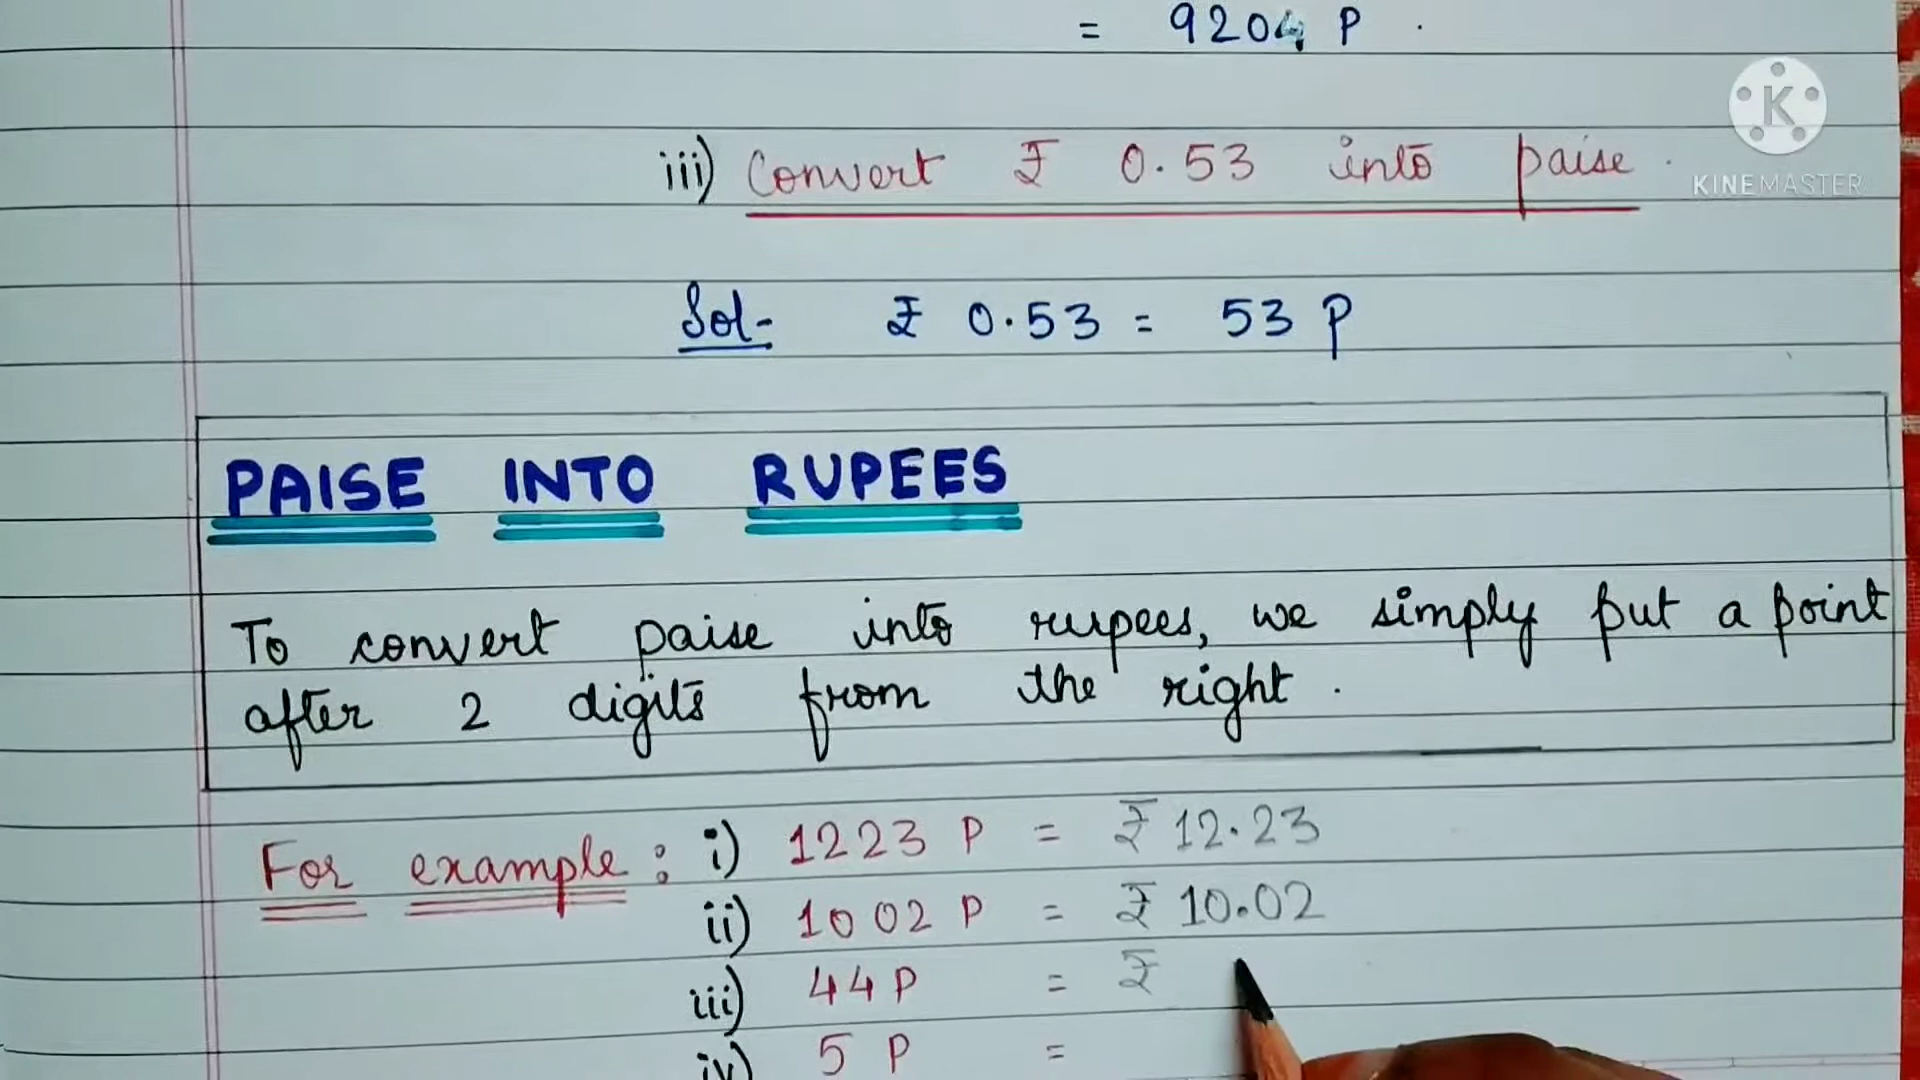 = 9204 P .
iii) Convert ₹ 0.53 into paise .
KINEMASTER
Sol- ₹ 0.53 = 53 P
PAISE INTO RUPEES
To convert paise into rupees, we simply put a point
after 2 digits from the right .
For example : i) 1223 P = ₹ 12.23
ii) 1002 P = ₹ 10.02
iii) 44 P = ₹
iv) 5 P =